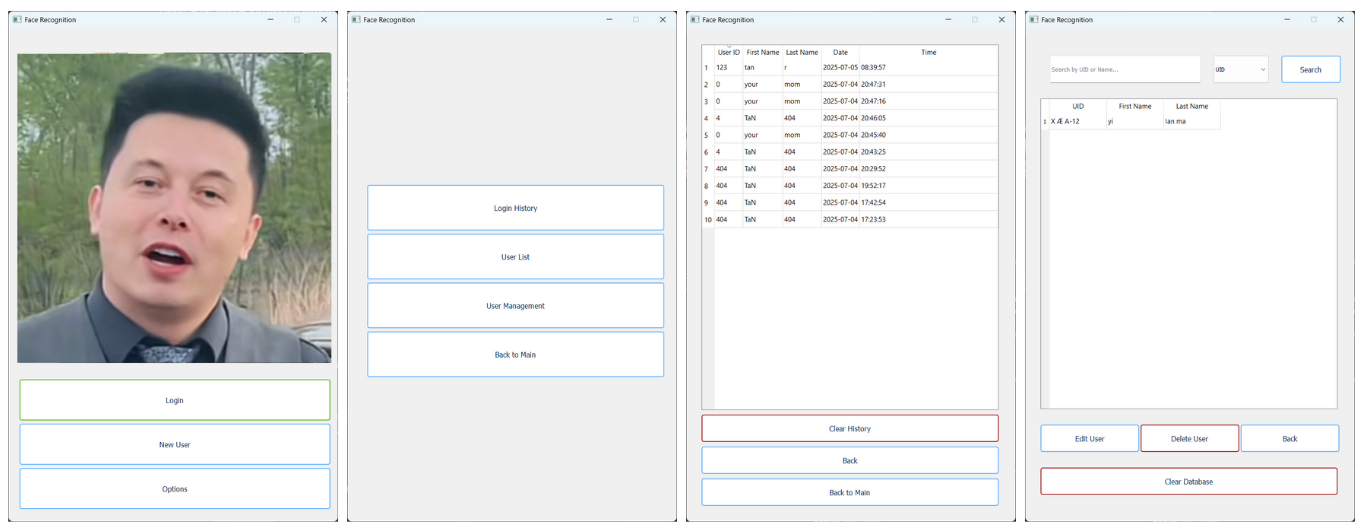 Face Recognition
Login
New User
Options
Face Recognition
Login History
User List
User Management
Back to Main
Face Recognition
User ID First Name Last Name Date Time
1 123 tan r 2025-07-05 08:39:57
2 0 your mom 2025-07-04 20:47:31
3 0 your mom 2025-07-04 20:47:16
4 4 TaN 404 2025-07-04 20:46:05
5 0 your mom 2025-07-04 20:45:40
6 4 TaN 404 2025-07-04 20:43:25
7 404 TaN 404 2025-07-04 20:29:52
8 404 TaN 404 2025-07-04 19:52:17
9 404 TaN 404 2025-07-04 17:42:54
10 404 TaN 404 2025-07-04 17:23:53
Clear History
Back
Back to Main
Face Recognition
Search by UID or Name... UID Search
UID First Name Last Name
1 X Æ A-12 yi lan ma
Edit User Delete User Back
Clear Database